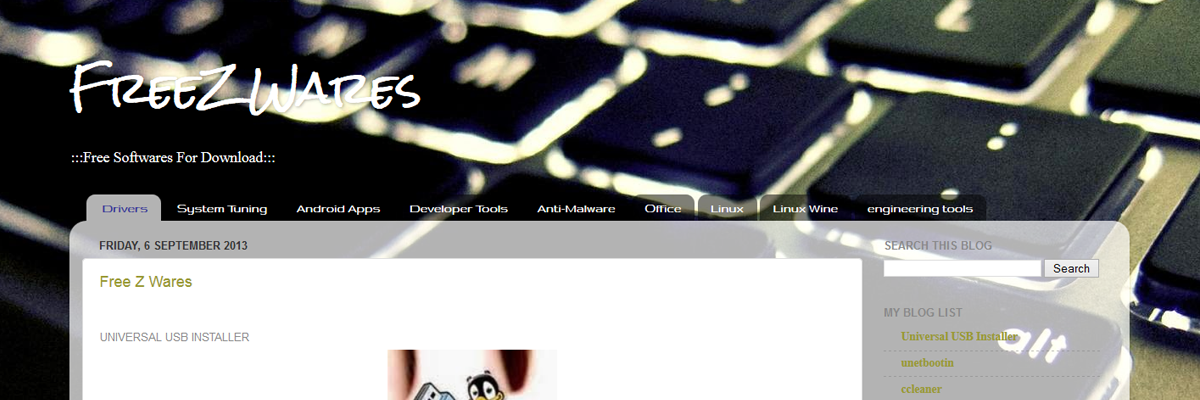 FreeZWares
:::Free Softwares For Download:::
Drivers System Tuning Android Apps Developer Tools Anti-Malware Office Linux Linux Wine engineering tools
FRIDAY, 6 SEPTEMBER 2013
Free Z Wares
UNIVERSAL USB INSTALLER
SEARCH THIS BLOG
Search
MY BLOG LIST
Universal USB Installer
alt
unetbootin
ccleaner